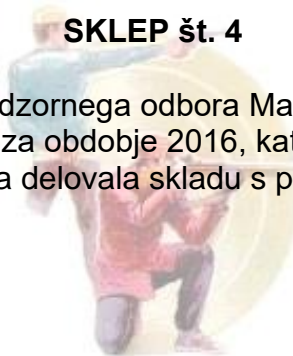 SKLEP št. 4
dzornega odbora Ma
za obdobje 2016, kat
a delovala skladu s p